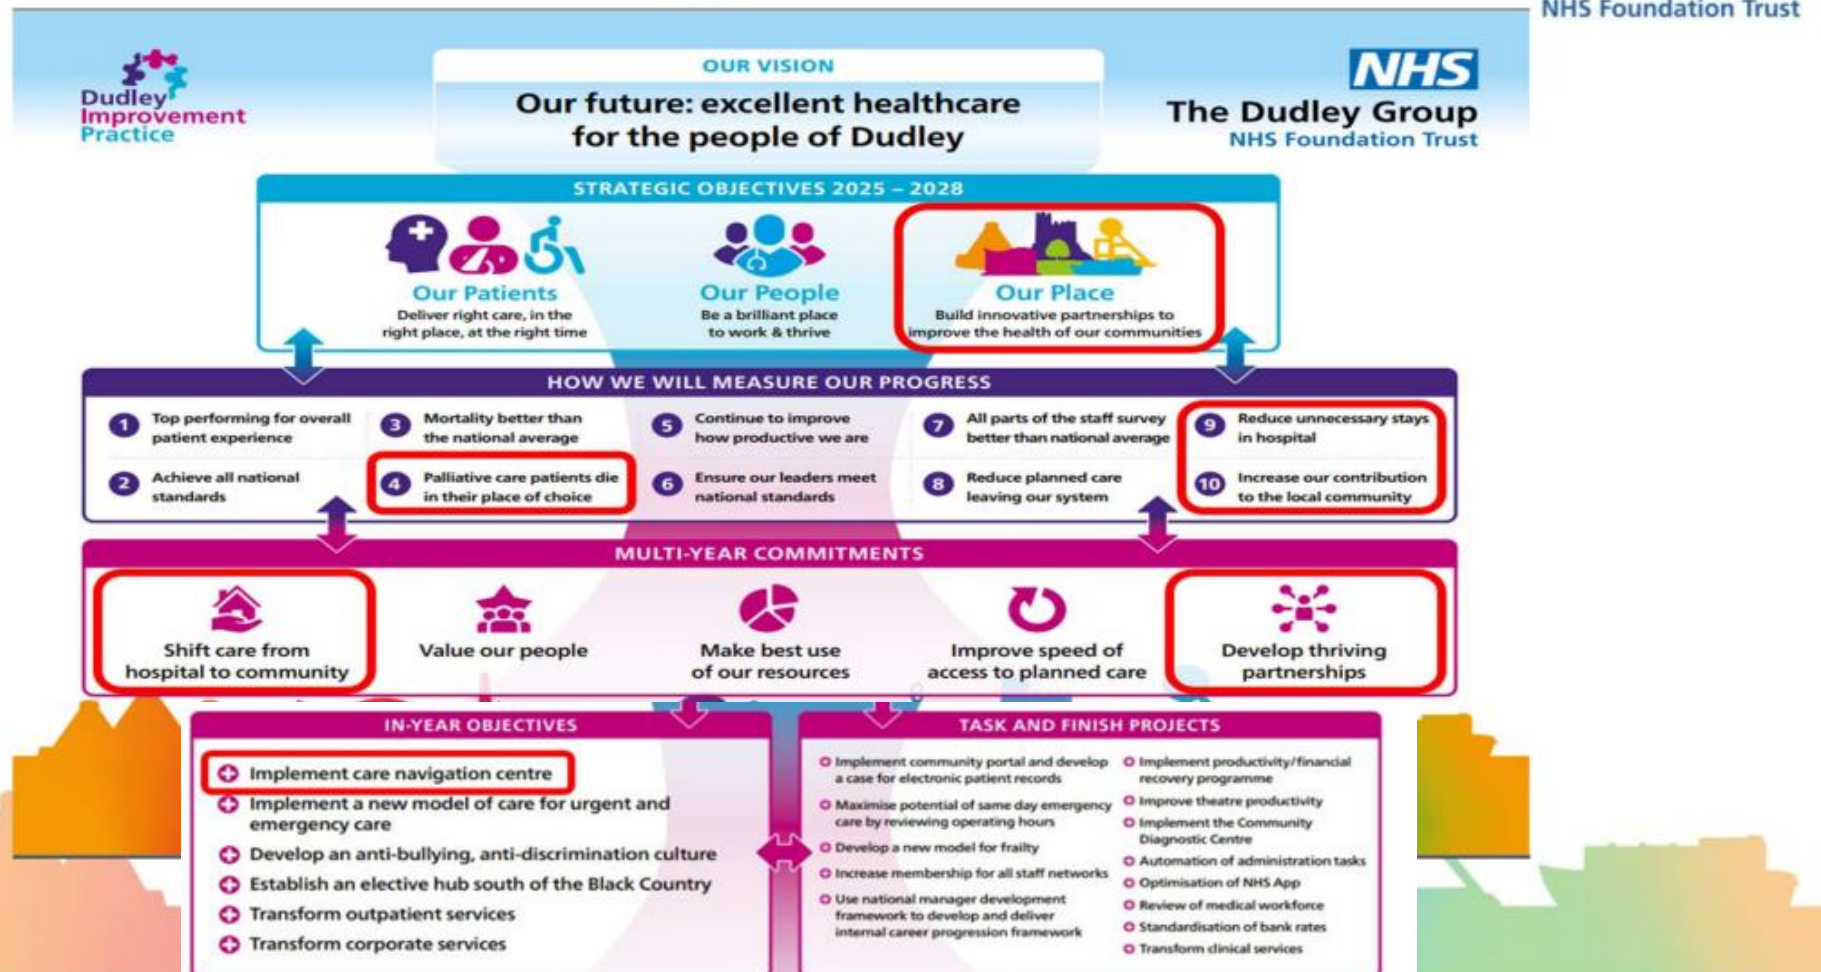 NHS Foundation Trust
Dudley
Improvement
Practice
OUR VISION
Our future: excellent healthcare
for the people of Dudley
NHS
The Dudley Group
NHS Foundation Trust
STRATEGIC OBJECTIVES 2025 – 2028
Our Patients
Deliver right care, in the
right place, at the right time
Our People
Be a brilliant place
to work & thrive
Our Place
Build innovative partnerships to
improve the health of our communities
HOW WE WILL MEASURE OUR PROGRESS
1 Top performing for overall
patient experience
2 Achieve all national
standards
3 Mortality better than
the national average
4 Palliative care patients die
in their place of choice
5 Continue to improve
how productive we are
6 Ensure our leaders meet
national standards
7 All parts of the staff survey
better than national average
8 Reduce planned care
leaving our system
9 Reduce unnecessary stays
in hospital
10 Increase our contribution
to the local community
MULTI-YEAR COMMITMENTS
Shift care from
hospital to community
Value our people
Make best use
of our resources
Improve speed of
access to planned care
Develop thriving
partnerships
IN-YEAR OBJECTIVES
Implement care navigation centre
Implement a new model of care for urgent and
emergency care
Develop an anti-bullying, anti-discrimination culture
Establish an elective hub south of the Black Country
Transform outpatient services
Transform corporate services
TASK AND FINISH PROJECTS
Implement community portal and develop
a case for electronic patient records
Maximise potential of same day emergency
care by reviewing operating hours
Develop a new model for frailty
Increase membership for all staff networks
Use national manager development
framework to develop and deliver
internal career progression framework
Implement productivity/financial
recovery programme
Improve theatre productivity
Implement the Community
Diagnostic Centre
Automation of administration tasks
Optimisation of NHS App
Review of medical workforce
Standardisation of bank rates
Transform clinical services